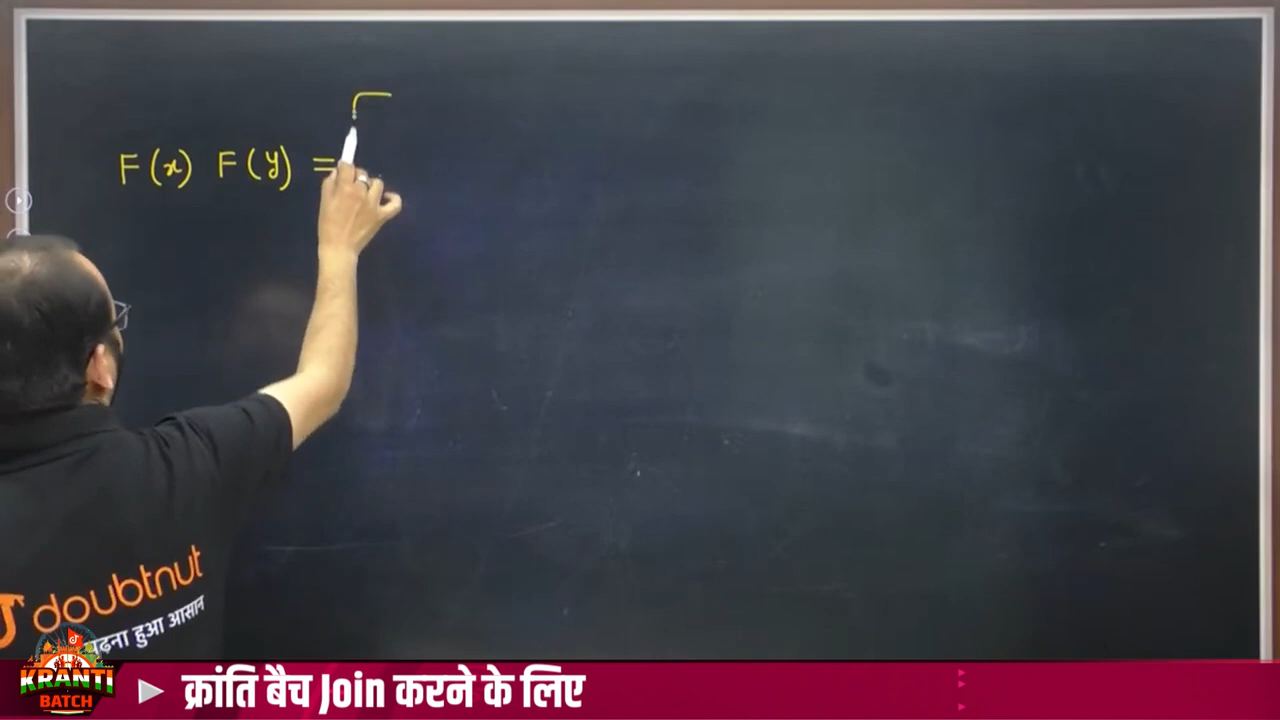 F(x) F(y) =
doubtnut
पढ़ना हुआ आसान
KRANTI
BATCH
क्रांति बैच Join करने के लिए